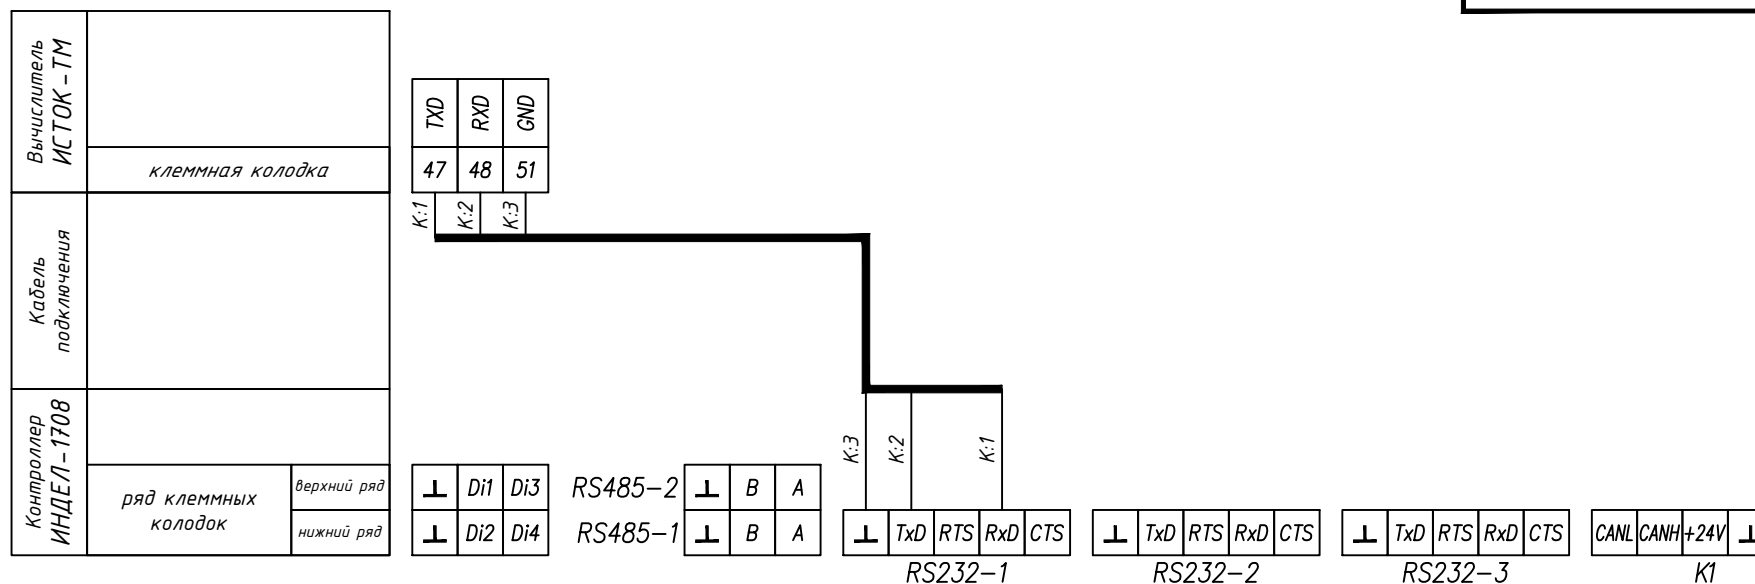 Вычислитель
ИСТОК-ТМ
клеммная колодка
TXD RXD GND
47 48 51
К:1 К:2 К:3
Кабель
подключения
К:3 К:2 К:1
Контроллер
ИНДЕЛ-1708
ряд клеммных
колодок
верхний ряд
нижний ряд
⊥ Di1 Di3 RS485-2 ⊥ B A
⊥ Di2 Di4 RS485-1 ⊥ B A
⊥ TxD RTS RxD CTS
RS232-1
⊥ TxD RTS RxD CTS
RS232-2
⊥ TxD RTS RxD CTS
RS232-3
CANL CANH +24V ⊥
К1